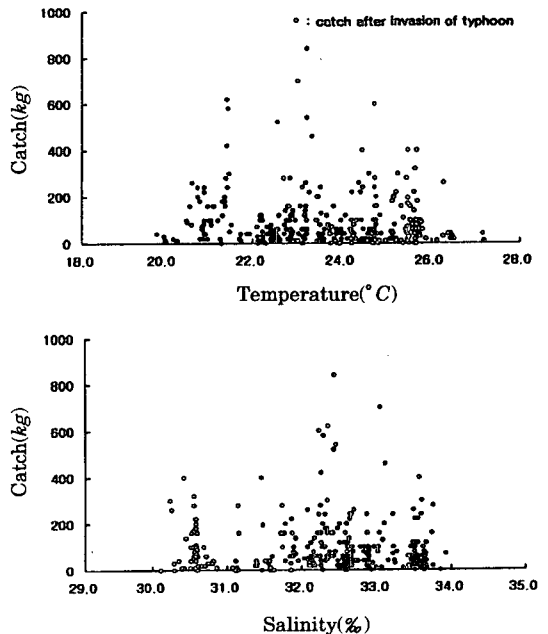 o : catch after invasion of typhoon
1000
800
600
400
200
0
Catch(kg)
18.0 20.0 22.0 24.0 26.0 28.0
Temperature(°C)
1000
800
600
400
200
0
Catch(kg)
29.0 30.0 31.0 32.0 33.0 34.0 35.0
Salinity(‰)